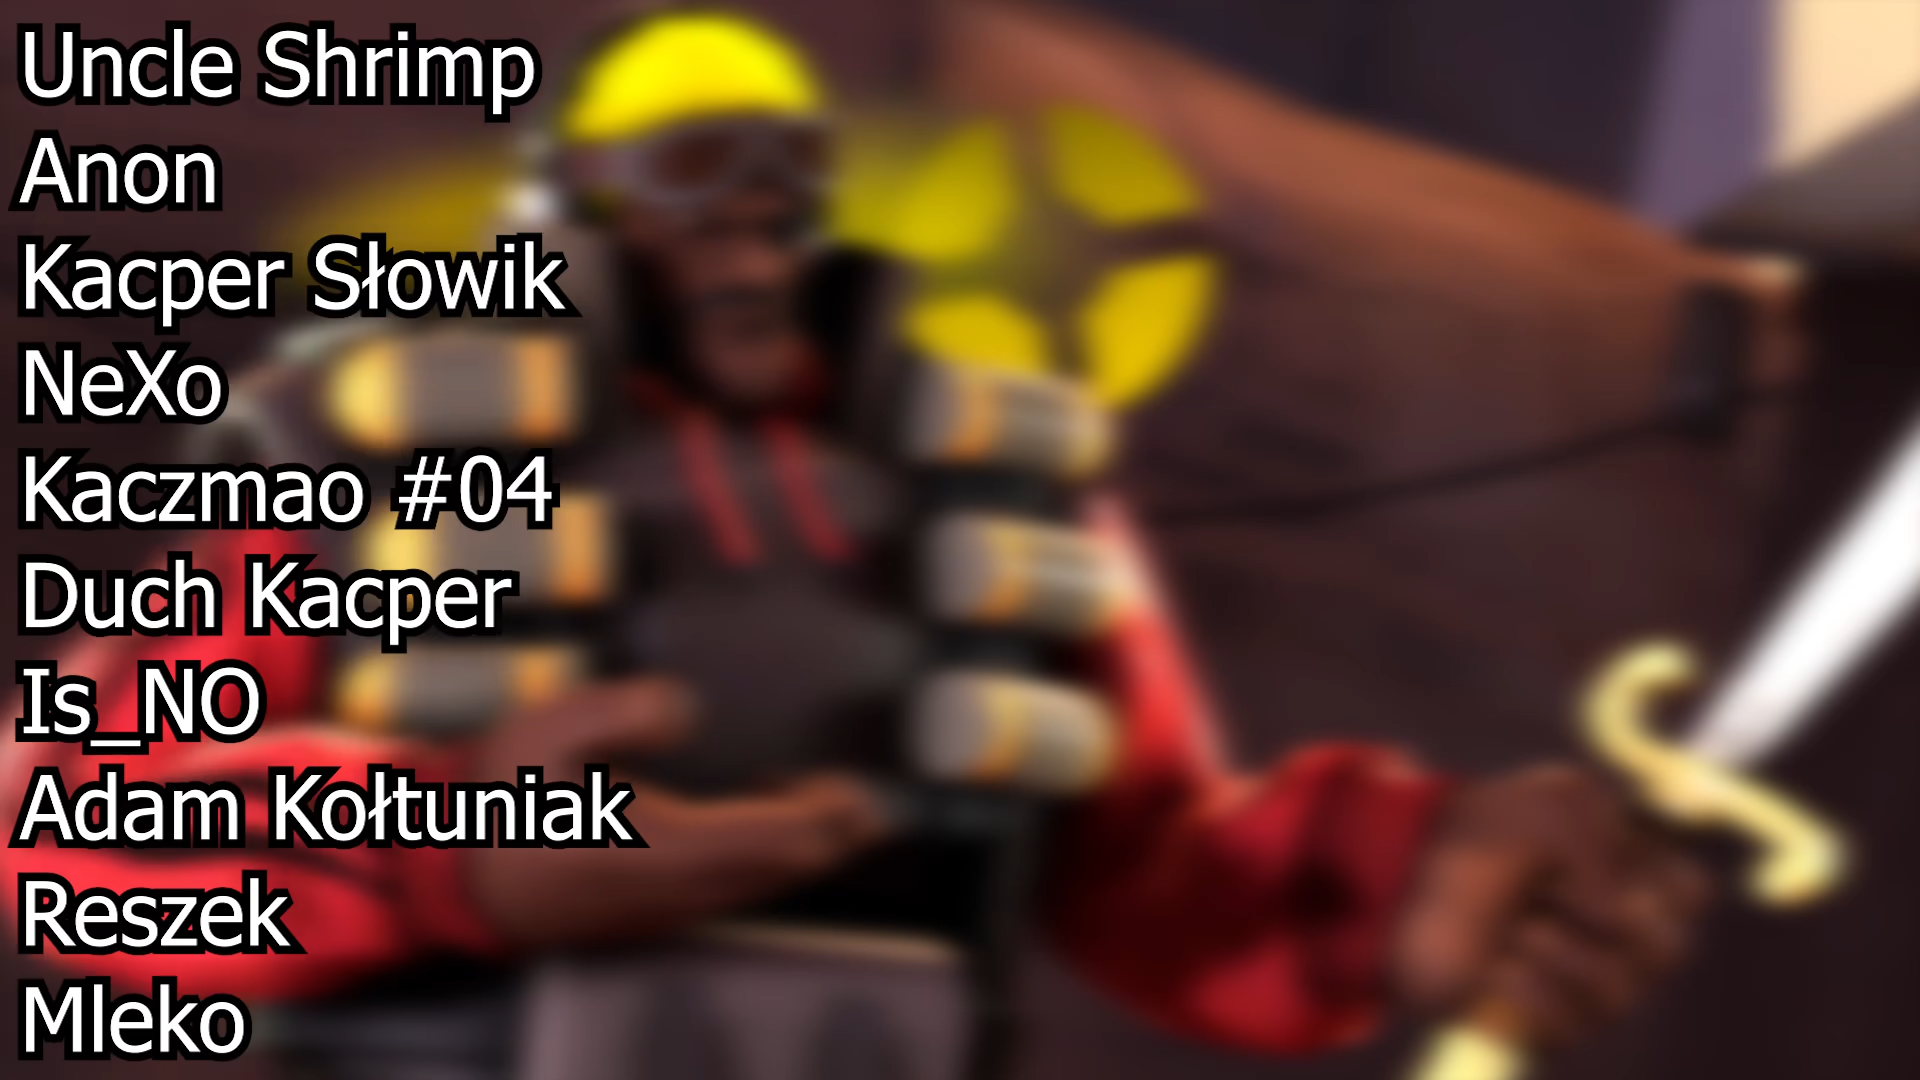 Uncle Shrimp
Anon
Kacper Słowik
NeXo
Kaczmao #04
Duch Kacper
Is_NO
Adam Kołtuniak
Reszek
Mleko